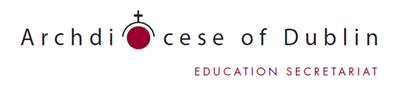 Archdiocese of Dublin
EDUCATION SECRETARIAT